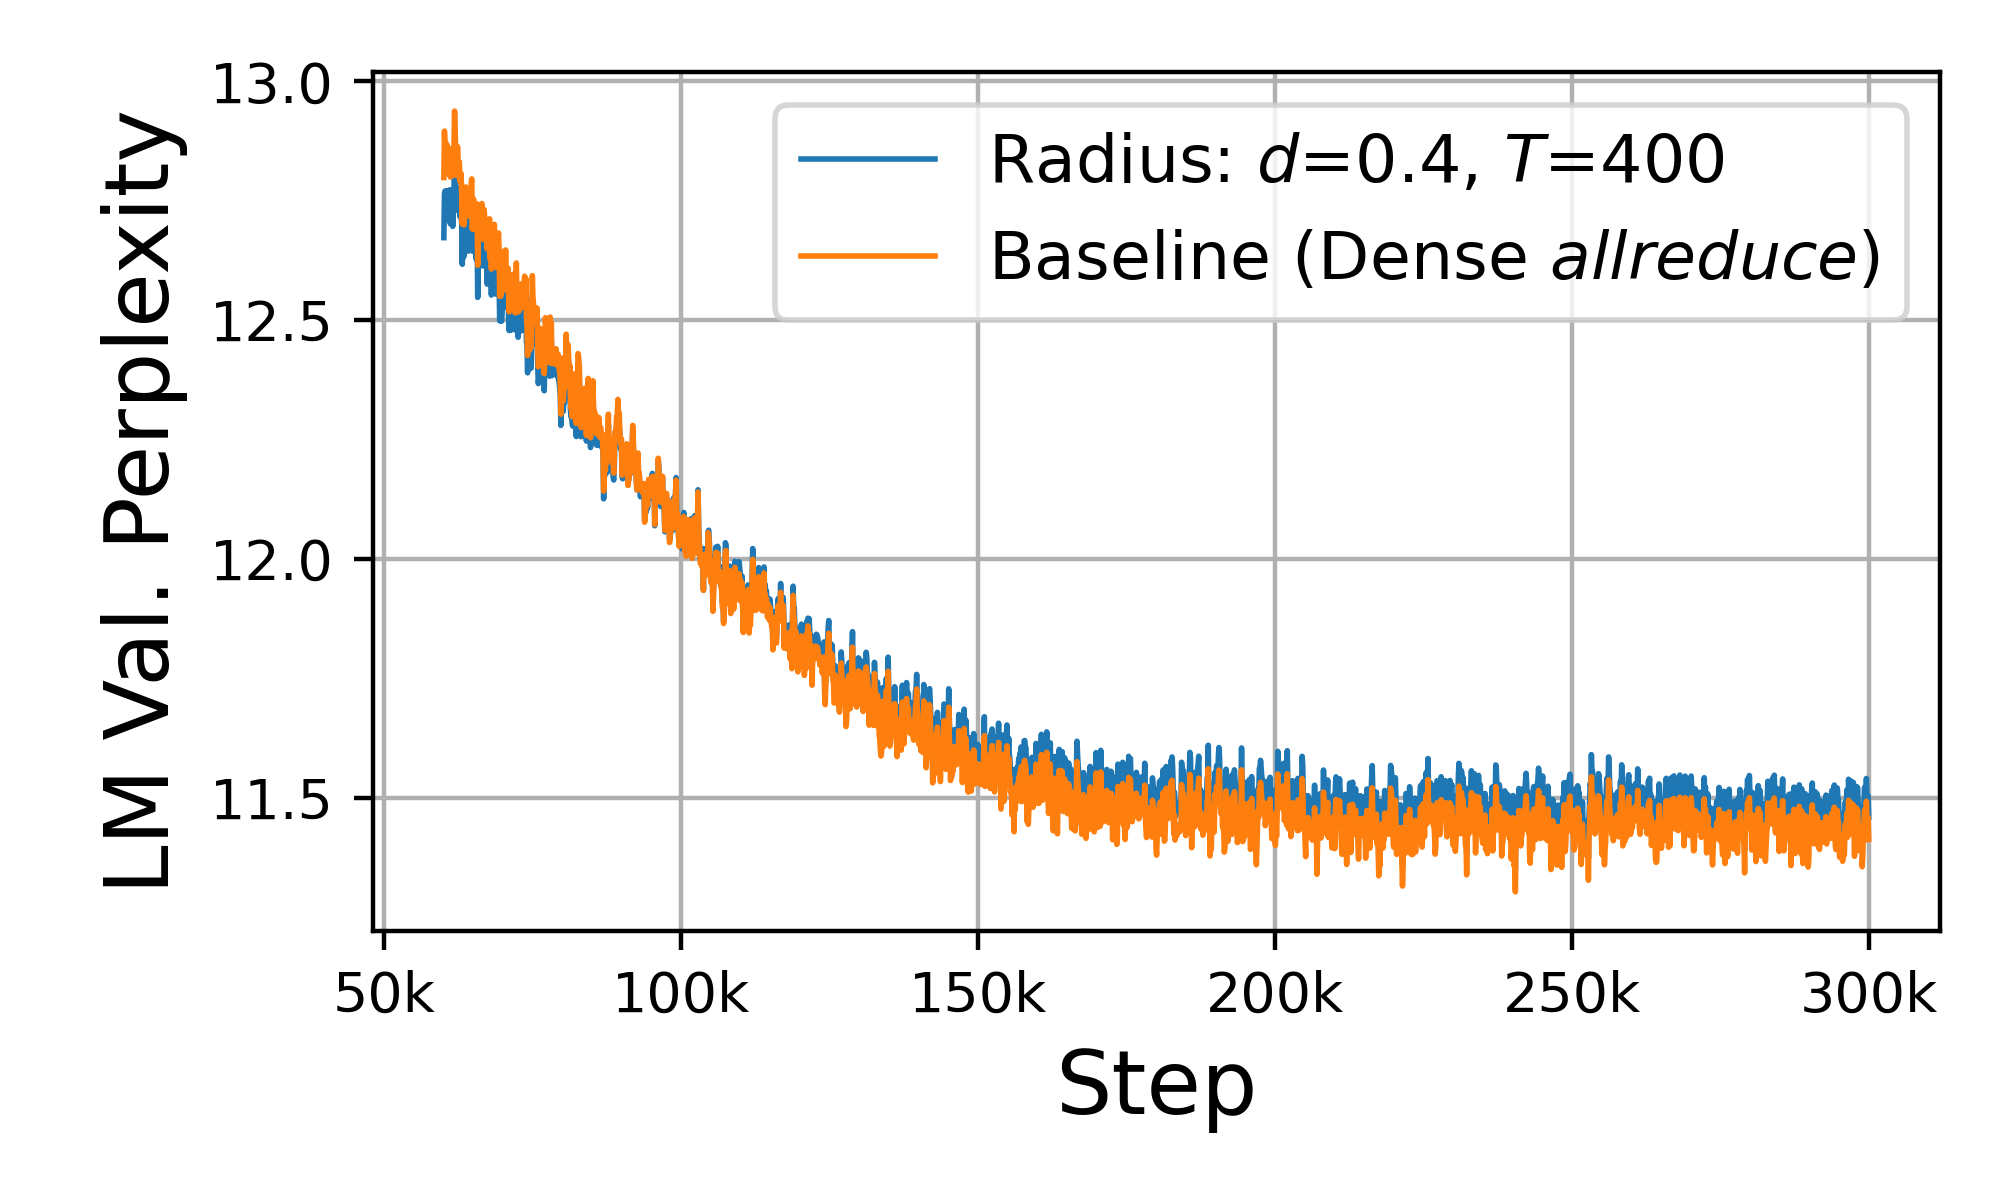 LM Val. Perplexity
13.0
12.5
12.0
11.5
Radius: d=0.4, T=400
Baseline (Dense allreduce)
50k 100k 150k 200k 250k 300k
Step